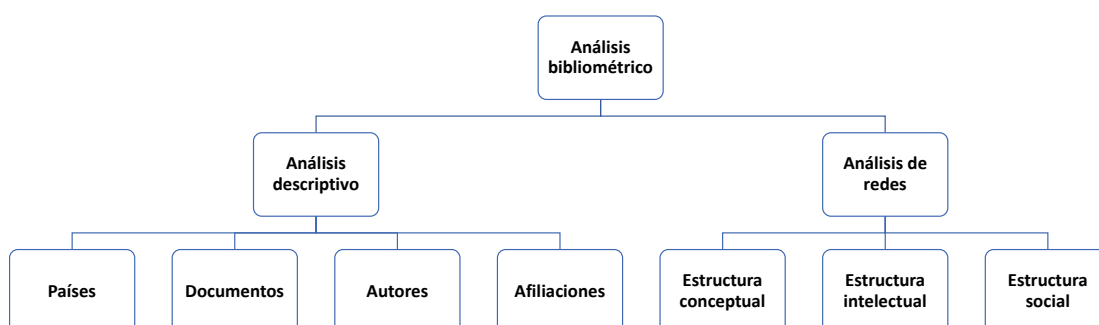 Análisis
bibliométrico
Análisis
descriptivo
Análisis de
redes
Países
Documentos
Autores
Afiliaciones
Estructura
conceptual
Estructura
intelectual
Estructura
social